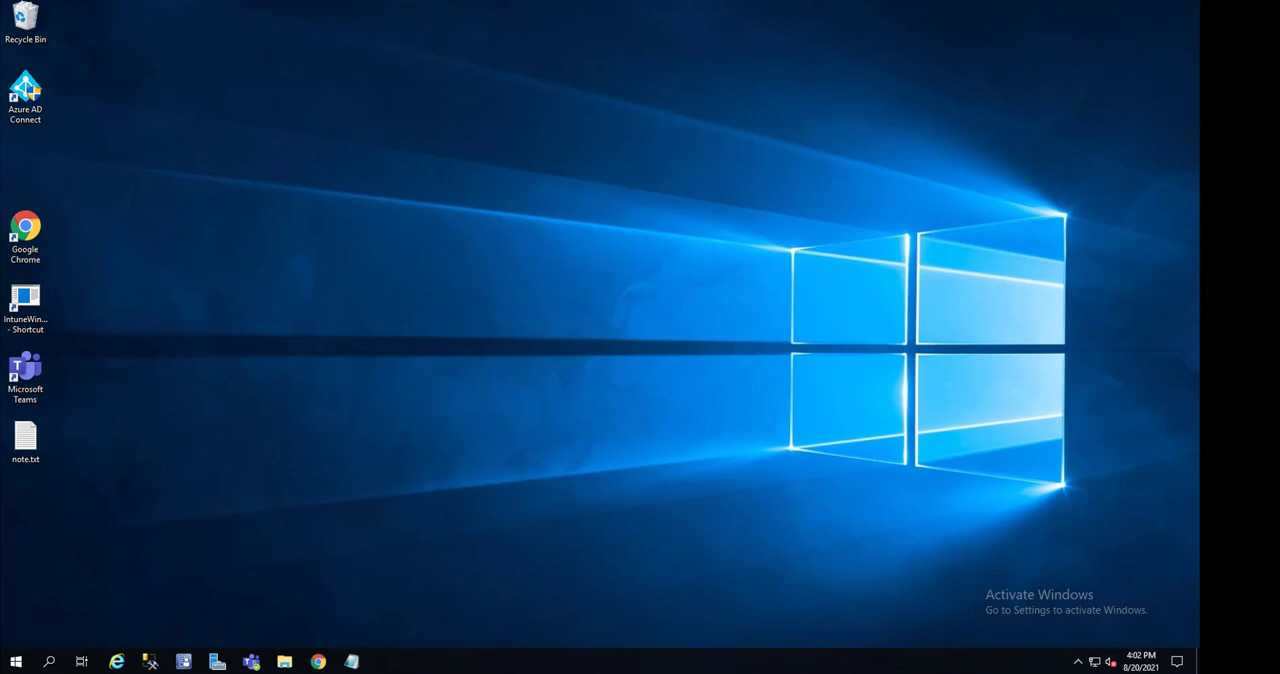 Recycle Bin
Azure AD
Connect
Google
Chrome
IntuneWin...
- Shortcut
Microsoft
Teams
note.txt
Activate Windows
Go to Settings to activate Windows.
4:02 PM
8/20/2021